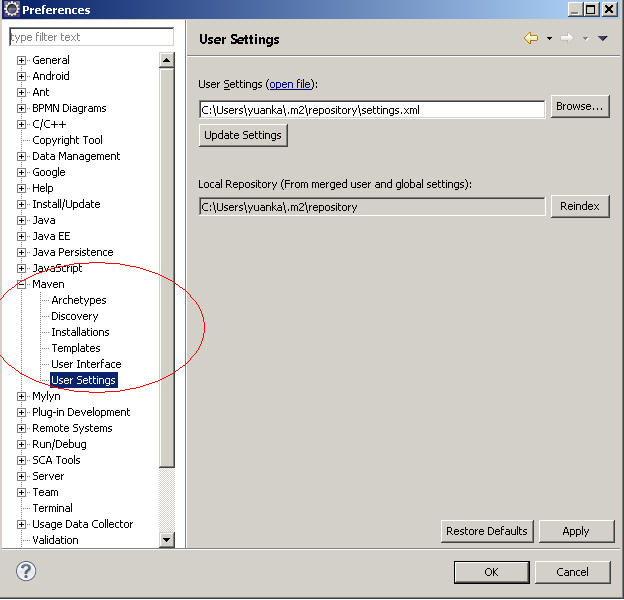 Preferences
type filter text
General
Android
Ant
BPMN Diagrams
C/C++
Copyright Tool
Data Management
Google
Help
Install/Update
Java
Java EE
Java Persistence
JavaScript
Maven
Archetypes
Discovery
Installations
Templates
User Interface
User Settings
Mylyn
Plug-in Development
Remote Systems
Run/Debug
SCA Tools
Server
Team
Terminal
Usage Data Collector
Validation
User Settings
User Settings (open file):
C:\Users\yuanka\.m2\repository\settings.xml
Browse...
Update Settings
Local Repository (From merged user and global settings):
C:\Users\yuanka\.m2\repository
Reindex
Restore Defaults
Apply
OK
Cancel